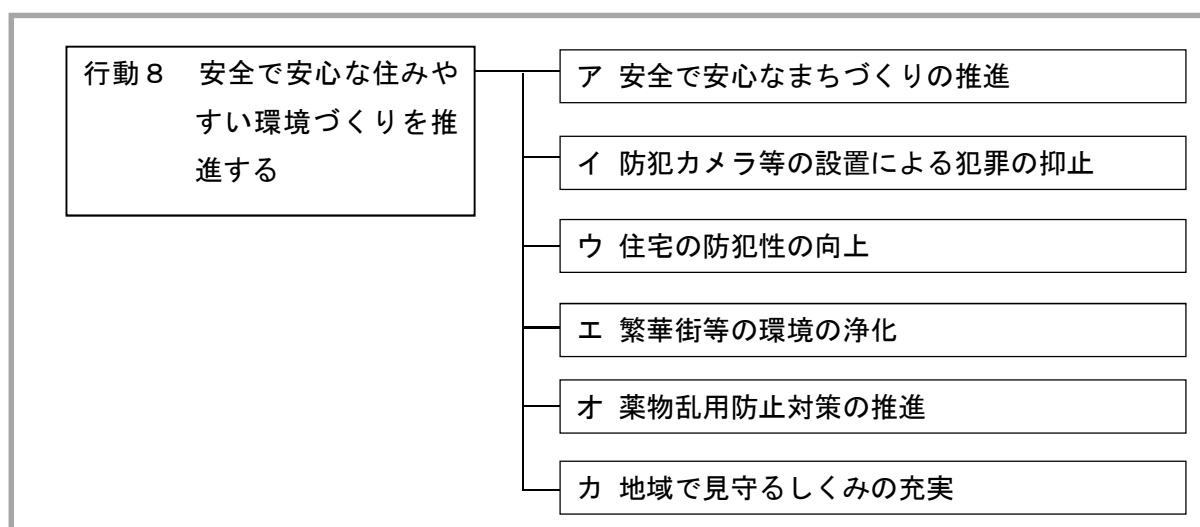 行動８　安全で安心な住みや
すい環境づくりを推
進する
ア 安全で安心なまちづくりの推進
イ 防犯カメラ等の設置による犯罪の抑止
ウ 住宅の防犯性の向上
エ 繁華街等の環境の浄化
オ 薬物乱用防止対策の推進
カ 地域で見守るしくみの充実